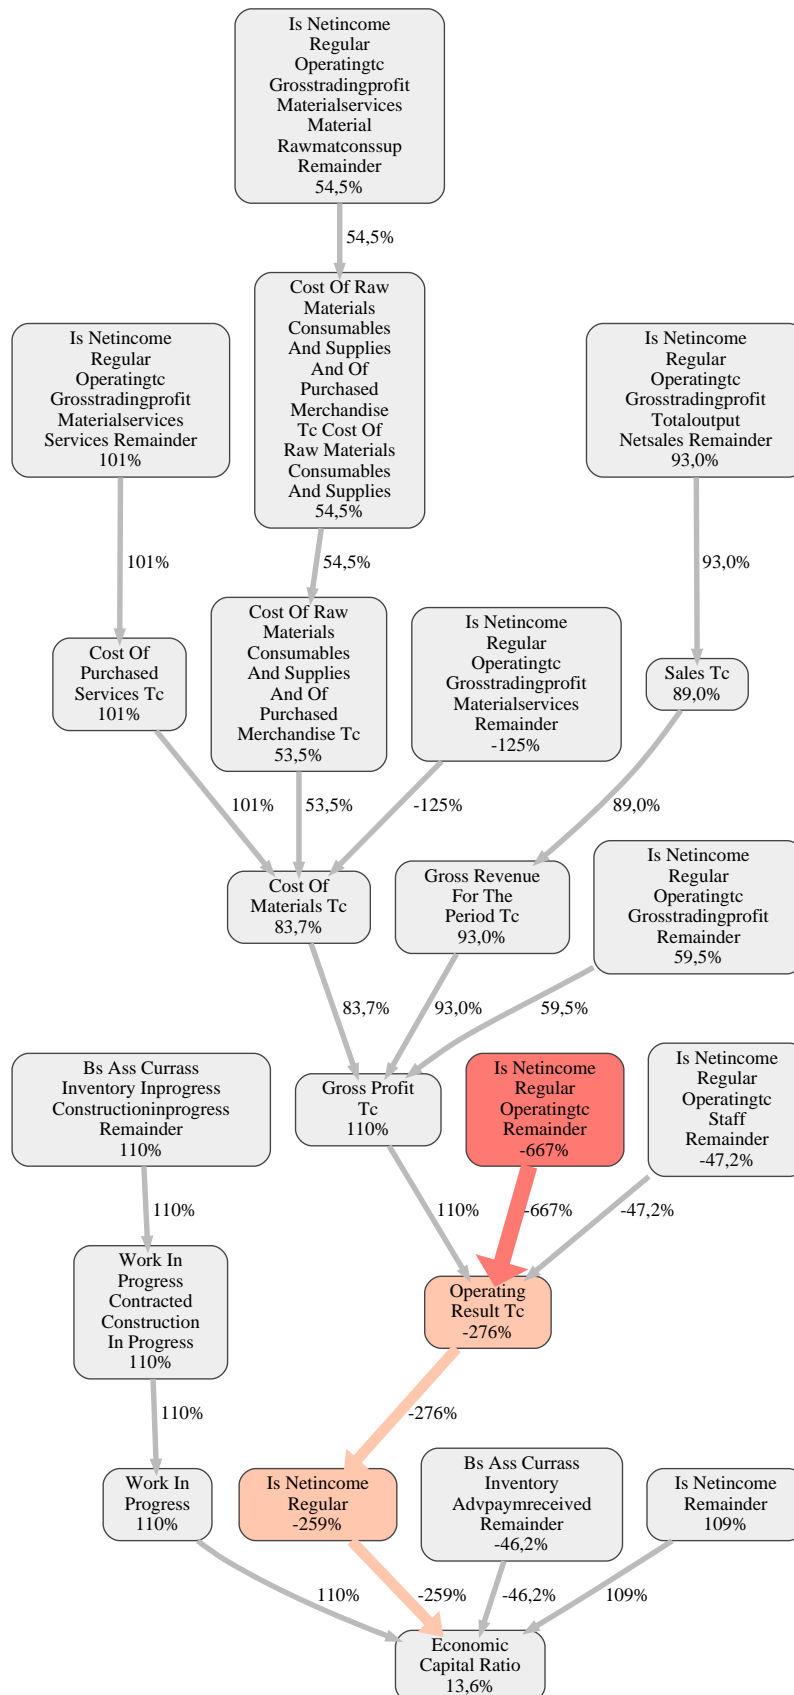 Is Netincome
Regular
Operatingtc
Grosstradingprofit
Materialservices
Material
Rawmatconssup
Remainder
54,5%
54,5%
Cost Of Raw
Materials
Consumables
And Supplies
And Of
Purchased
Merchandise
Tc Cost Of
Raw Materials
Consumables
And Supplies
54,5%
Is Netincome
Regular
Operatingtc
Grosstradingprofit
Materialservices
Services Remainder
101%
Is Netincome
Regular
Operatingtc
Grosstradingprofit
Totaloutput
Netsales Remainder
93,0%
101%
54,5%
93,0%
Cost Of
Purchased
Services Tc
101%
Cost Of Raw
Materials
Consumables
And Supplies
And Of
Purchased
Merchandise Tc
53,5%
Is Netincome
Regular
Operatingtc
Grosstradingprofit
Materialservices
Remainder
-125%
Sales Tc
89,0%
101%
53,5%
-125%
89,0%
Cost Of
Materials Tc
83,7%
Gross Revenue
For The
Period Tc
93,0%
Is Netincome
Regular
Operatingtc
Grosstradingprofit
Remainder
59,5%
83,7%
93,0%
59,5%
Bs Ass Currass
Inventory Inprogress
Constructioninprogress
Remainder
110%
Gross Profit
Tc
110%
Is Netincome
Regular
Operatingtc
Remainder
-667%
Is Netincome
Regular
Operatingtc
Staff
Remainder
-47,2%
110%
110%
-667%
-47,2%
Work In
Progress
Contracted
Construction
In Progress
110%
Operating
Result Tc
-276%
110%
-276%
Work In
Progress
110%
Is Netincome
Regular
-259%
Bs Ass Currass
Inventory
Advpaymreceived
Remainder
-46,2%
Is Netincome
Remainder
109%
110%
-259%
-46,2%
109%
Economic
Capital Ratio
13,6%